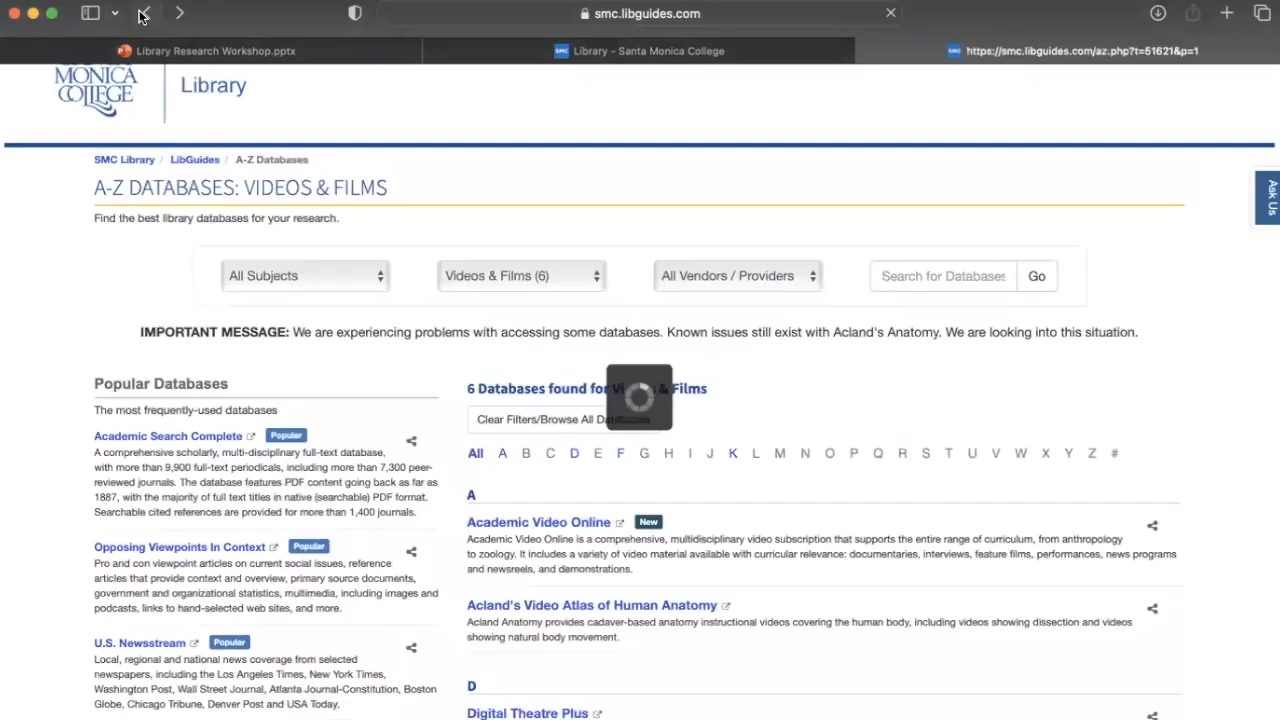 smc.libguides.com
Library Research Workshop.pptx
Library - Santa Monica College
https://smc.libguides.com/az.php?t=51621&p=1
MONICA
COLLEGE
Library
SMC Library / LibGuides / A-Z Databases
A-Z DATABASES: VIDEOS & FILMS
Find the best library databases for your research.
All Subjects
Videos & Films (6)
All Vendors / Providers
Search for Databases
Go
Ask Us
IMPORTANT MESSAGE: We are experiencing problems with accessing some databases. Known issues still exist with Acland's Anatomy. We are looking into this situation.
Popular Databases
The most frequently-used databases
Academic Search Complete Popular
A comprehensive scholarly, multi-disciplinary full-text database,
with more than 9,900 full-text periodicals, including more than 7,300 peer-
reviewed journals. The database features PDF content going back as far as
1887, with the majority of full text titles in native (searchable) PDF format.
Searchable cited references are provided for more than 1,400 journals.
Opposing Viewpoints In Context Popular
Pro and con viewpoint articles on current social issues, reference
articles that provide context and overview, primary source documents,
government and organizational statistics, multimedia, including images and
podcasts, links to hand-selected web sites, and more.
U.S. Newsstream Popular
Local, regional and national news coverage from selected
newspapers, including the Los Angeles Times, New York Times,
Washington Post, Wall Street Journal, Atlanta Journal-Constitution, Boston
Globe, Chicago Tribune, Denver Post and USA Today.
6 Databases found for Videos & Films
Clear Filters/Browse All Databases
All A B C D E F G H I J K L M N O P Q R S T U V W X Y Z #
A
Academic Video Online New
Academic Video Online is a comprehensive, multidisciplinary video subscription that supports the entire range of curriculum, from anthropology
to zoology. It includes a variety of video material available with curricular relevance: documentaries, interviews, feature films, performances, news programs
and newsreels, and demonstrations.
Acland's Video Atlas of Human Anatomy
Acland Anatomy provides cadaver-based anatomy instructional videos covering the human body, including videos showing dissection and videos
showing natural body movement.
D
Digital Theatre Plus